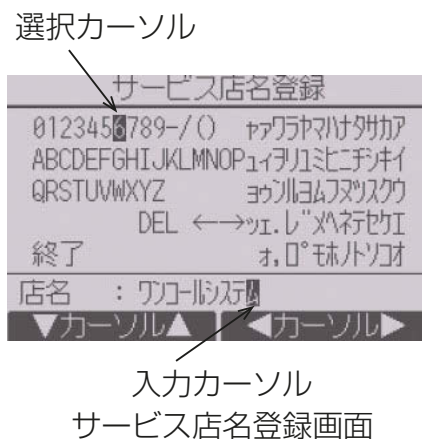 選択カーソル
サービス店名登録
0123456789-/() ャァワラヤマハナタサカア
ABCDEFGHIJKLMNOPュィヲリユミヒニチシキイ
QRSTUVWXYZ ョゥンルヨムフヌツスクウ
DEL ←→ッェ.レ゛メヘネテセケエ
終了 ォ,ロ゜モホノトソコオ
店名 : ワンコールシステム
▼カーソル▲ ◀カーソル▶
入力カーソル
サービス店名登録画面